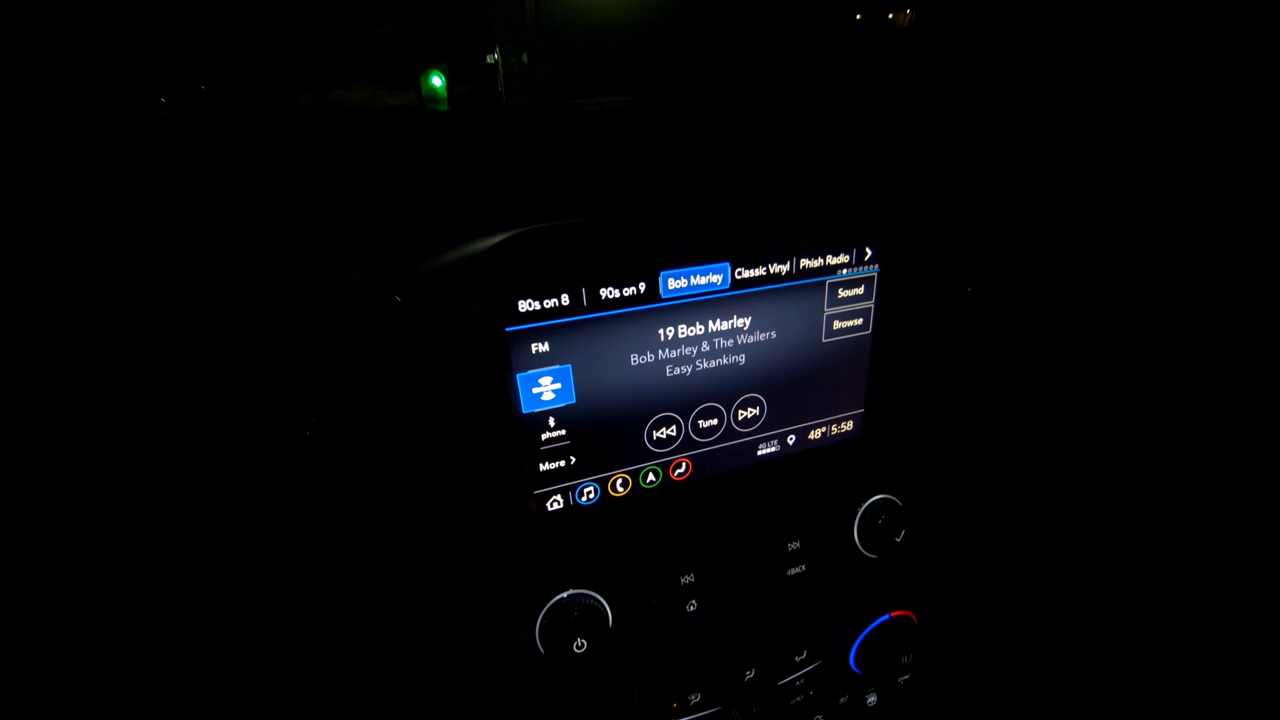 80s on 8 90s on 9 Bob Marley Classic Vinyl Phish Radio
Sound
Browse
FM
19 Bob Marley
Bob Marley & The Wailers
Easy Skanking
phone
Tune
More
4G LTE
48° 5:58
BACK
A/C